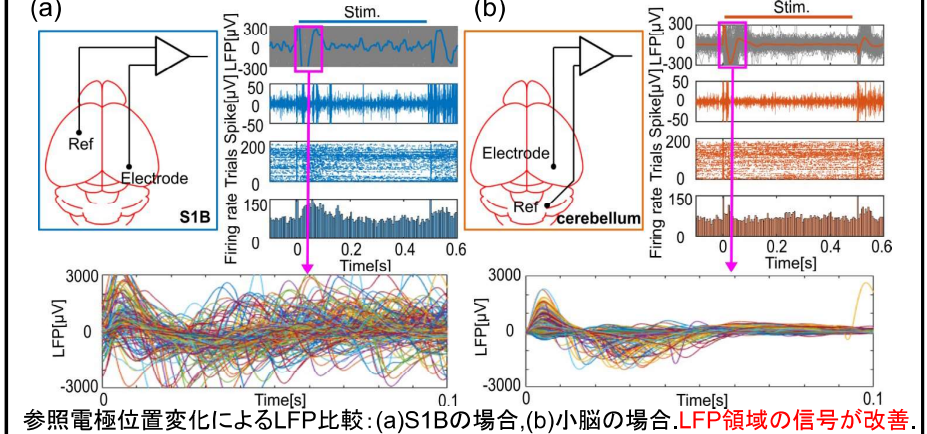 (a)
Stim.
LFP[μV]
300
0
-300
Spike[μV]
50
0
-50
Trials
200
0
Firing rate
150
0
0
0.2
0.4
0.6
Time[s]
Ref
Electrode
S1B
(b)
Stim.
LFP[μV]
300
0
-300
Spike[μV]
50
0
-50
Trials
200
0
Firing rate
150
0
0
0.2
0.4
0.6
Time[s]
Electrode
Ref
cerebellum
LFP[μV]
3000
0
-3000
0
Time[s]
0.1
LFP[μV]
3000
0
-3000
0
Time[s]
0.1
参照電極位置変化によるLFP比較:(a)S1Bの場合,(b)小脳の場合.LFP領域の信号が改善.